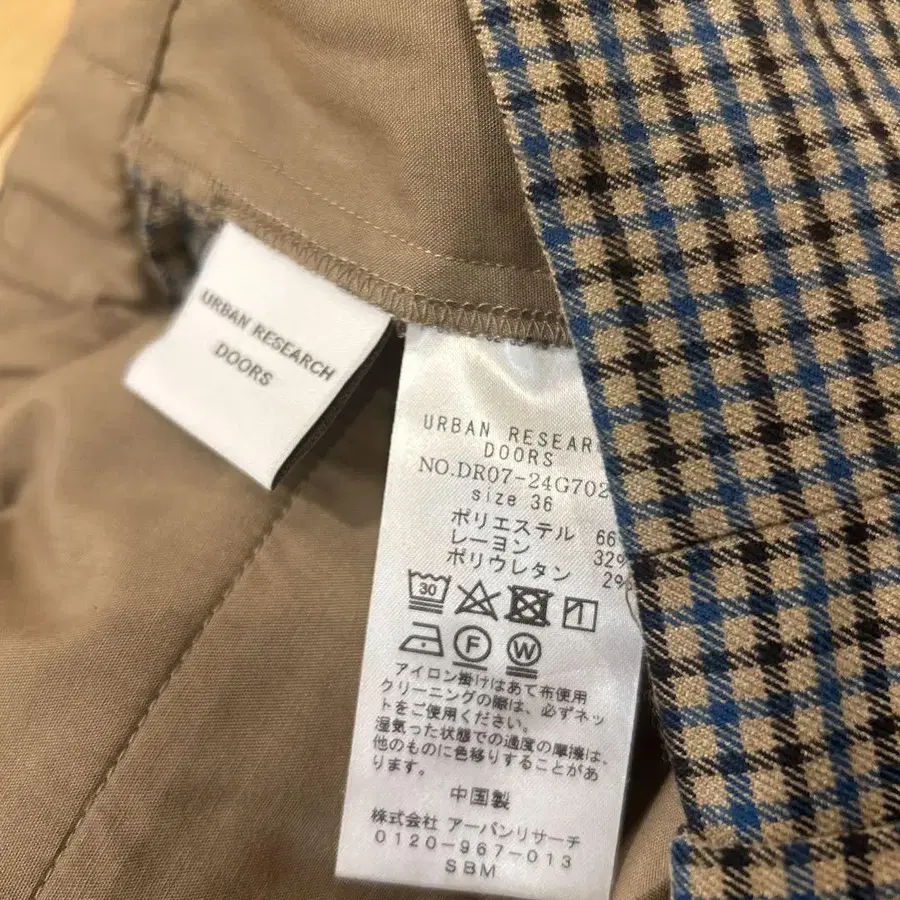 URBAN RESEARCH
DOORS
URBAN RESEAR
DOORS
NO.DR07-24G702
size 36
ポリエステル 66
レーヨン 32%
ポリウレタン 2%
30
F
W
アイロン掛けはあて布使用
クリーニングの際は、必ずネッ
トをご使用ください。
湿気った状態での過度の摩擦は、
他のものに色移りすることがあ
ります。
中国製
株式会社 アーバンリサーチ
0120-967-013
SBM